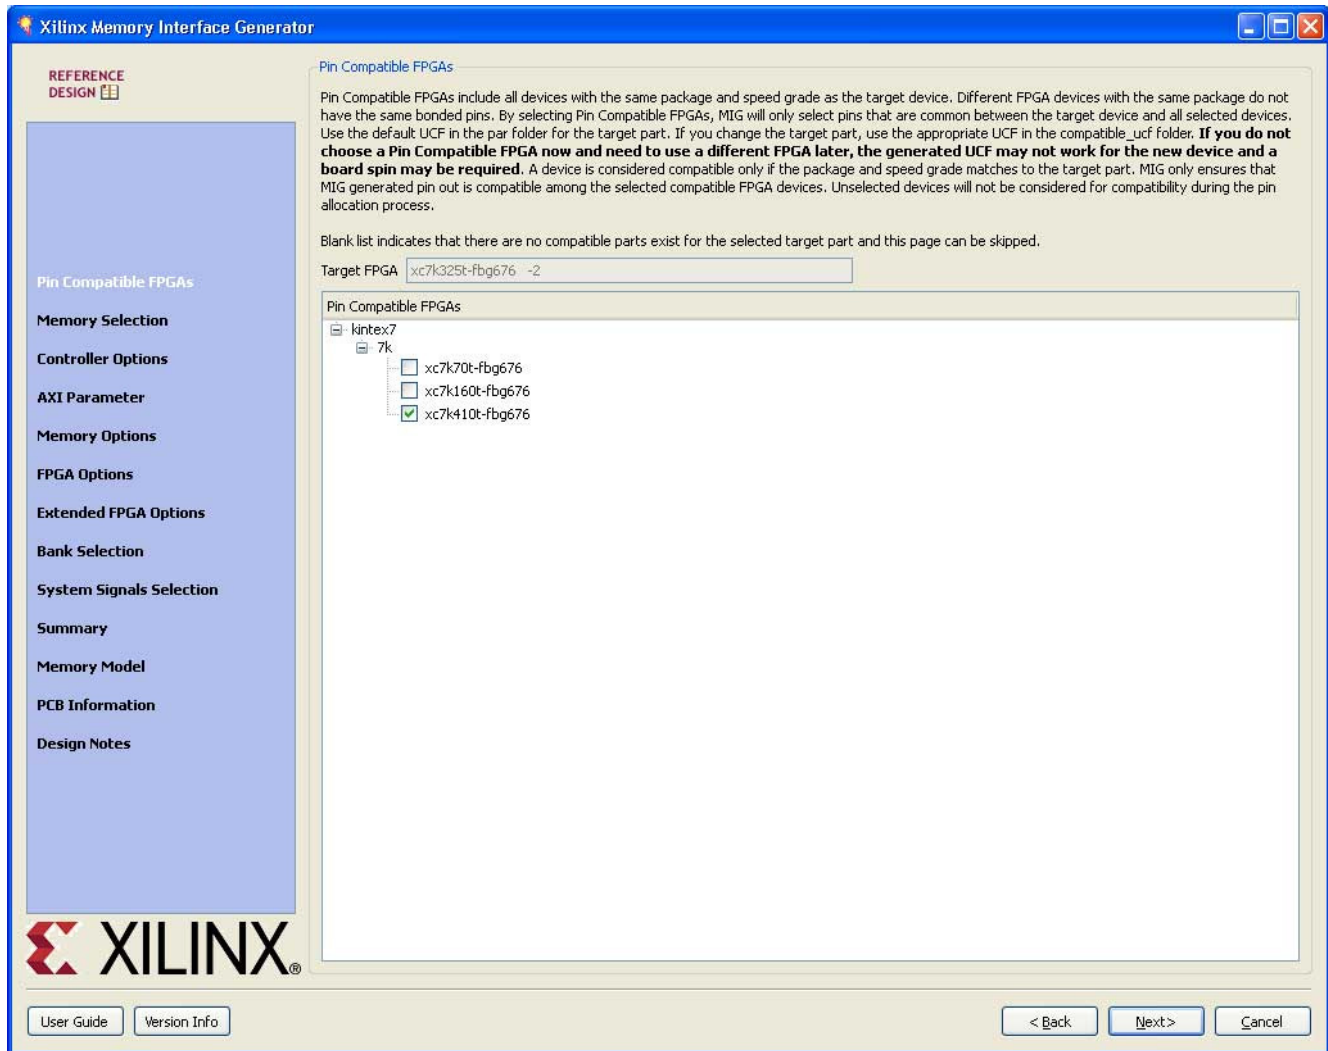 Xilinx Memory Interface Generator
REFERENCE
DESIGN
Pin Compatible FPGAs
Memory Selection
Controller Options
AXI Parameter
Memory Options
FPGA Options
Extended FPGA Options
Bank Selection
System Signals Selection
Summary
Memory Model
PCB Information
Design Notes
XILINX®
Pin Compatible FPGAs
Pin Compatible FPGAs include all devices with the same package and speed grade as the target device. Different FPGA devices with the same package do not
have the same bonded pins. By selecting Pin Compatible FPGAs, MIG will only select pins that are common between the target device and all selected devices.
Use the default UCF in the par folder for the target part. If you change the target part, use the appropriate UCF in the compatible_ucf folder. If you do not
choose a Pin Compatible FPGA now and need to use a different FPGA later, the generated UCF may not work for the new device and a
board spin may be required. A device is considered compatible only if the package and speed grade matches to the target part. MIG only ensures that
MIG generated pin out is compatible among the selected compatible FPGA devices. Unselected devices will not be considered for compatibility during the pin
allocation process.
Blank list indicates that there are no compatible parts exist for the selected target part and this page can be skipped.
Target FPGA xc7k325t-fbg676 -2
Pin Compatible FPGAs
kintex7
7k
xc7k70t-fbg676
xc7k160t-fbg676
xc7k410t-fbg676
User Guide Version Info < Back Next> Cancel